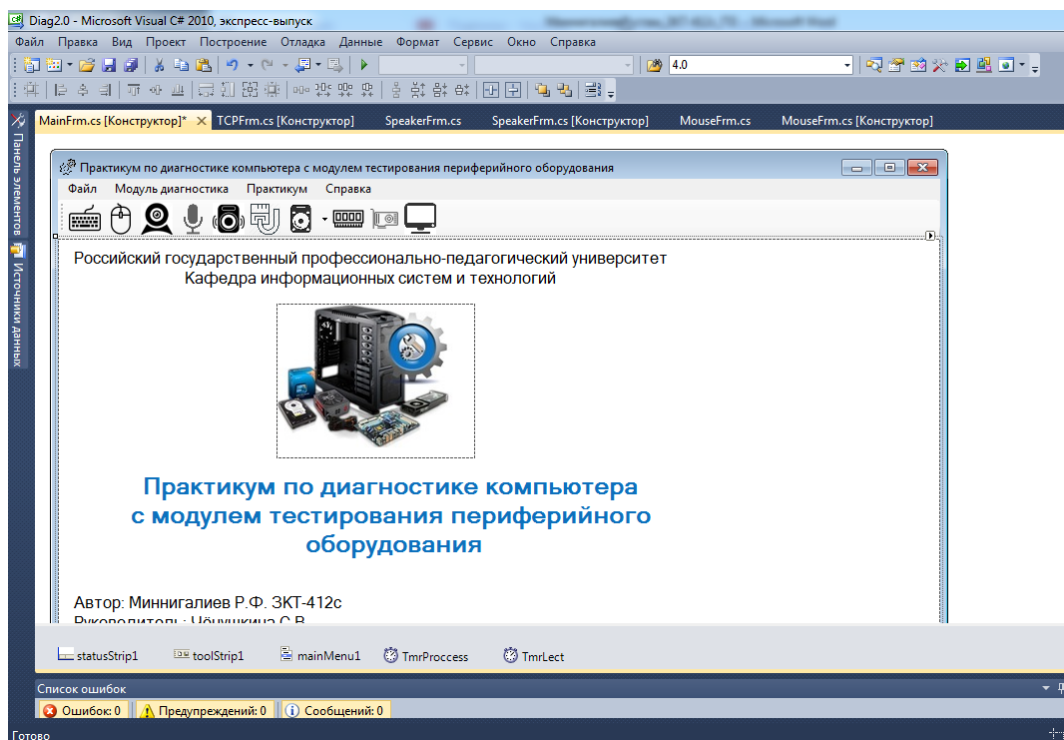 Diag2.0 - Microsoft Visual C# 2010, экспресс-выпуск
Файл Правка Вид Проект Построение Отладка Данные Формат Сервис Окно Справка
4.0
MainFrm.cs [Конструктор]* TCPFrm.cs [Конструктор] SpeakerFrm.cs SpeakerFrm.cs [Конструктор] MouseFrm.cs MouseFrm.cs [Конструктор]
Панель элементов
Источники данных
Практикум по диагностике компьютера с модулем тестирования периферийного оборудования
Файл Модуль диагностика Практикум Справка
Российский государственный профессионально-педагогический университет
Кафедра информационных систем и технологий
Практикум по диагностике компьютера
с модулем тестирования периферийного
оборудования
Автор: Миннигалиев Р.Ф. ЗКТ-412с
Руководитель: Чёчушкина С.В.
statusStrip1 toolStrip1 mainMenu1 TmrProccess TmrLect
Список ошибок
Ошибок: 0 Предупреждений: 0 Сообщений: 0
Готово